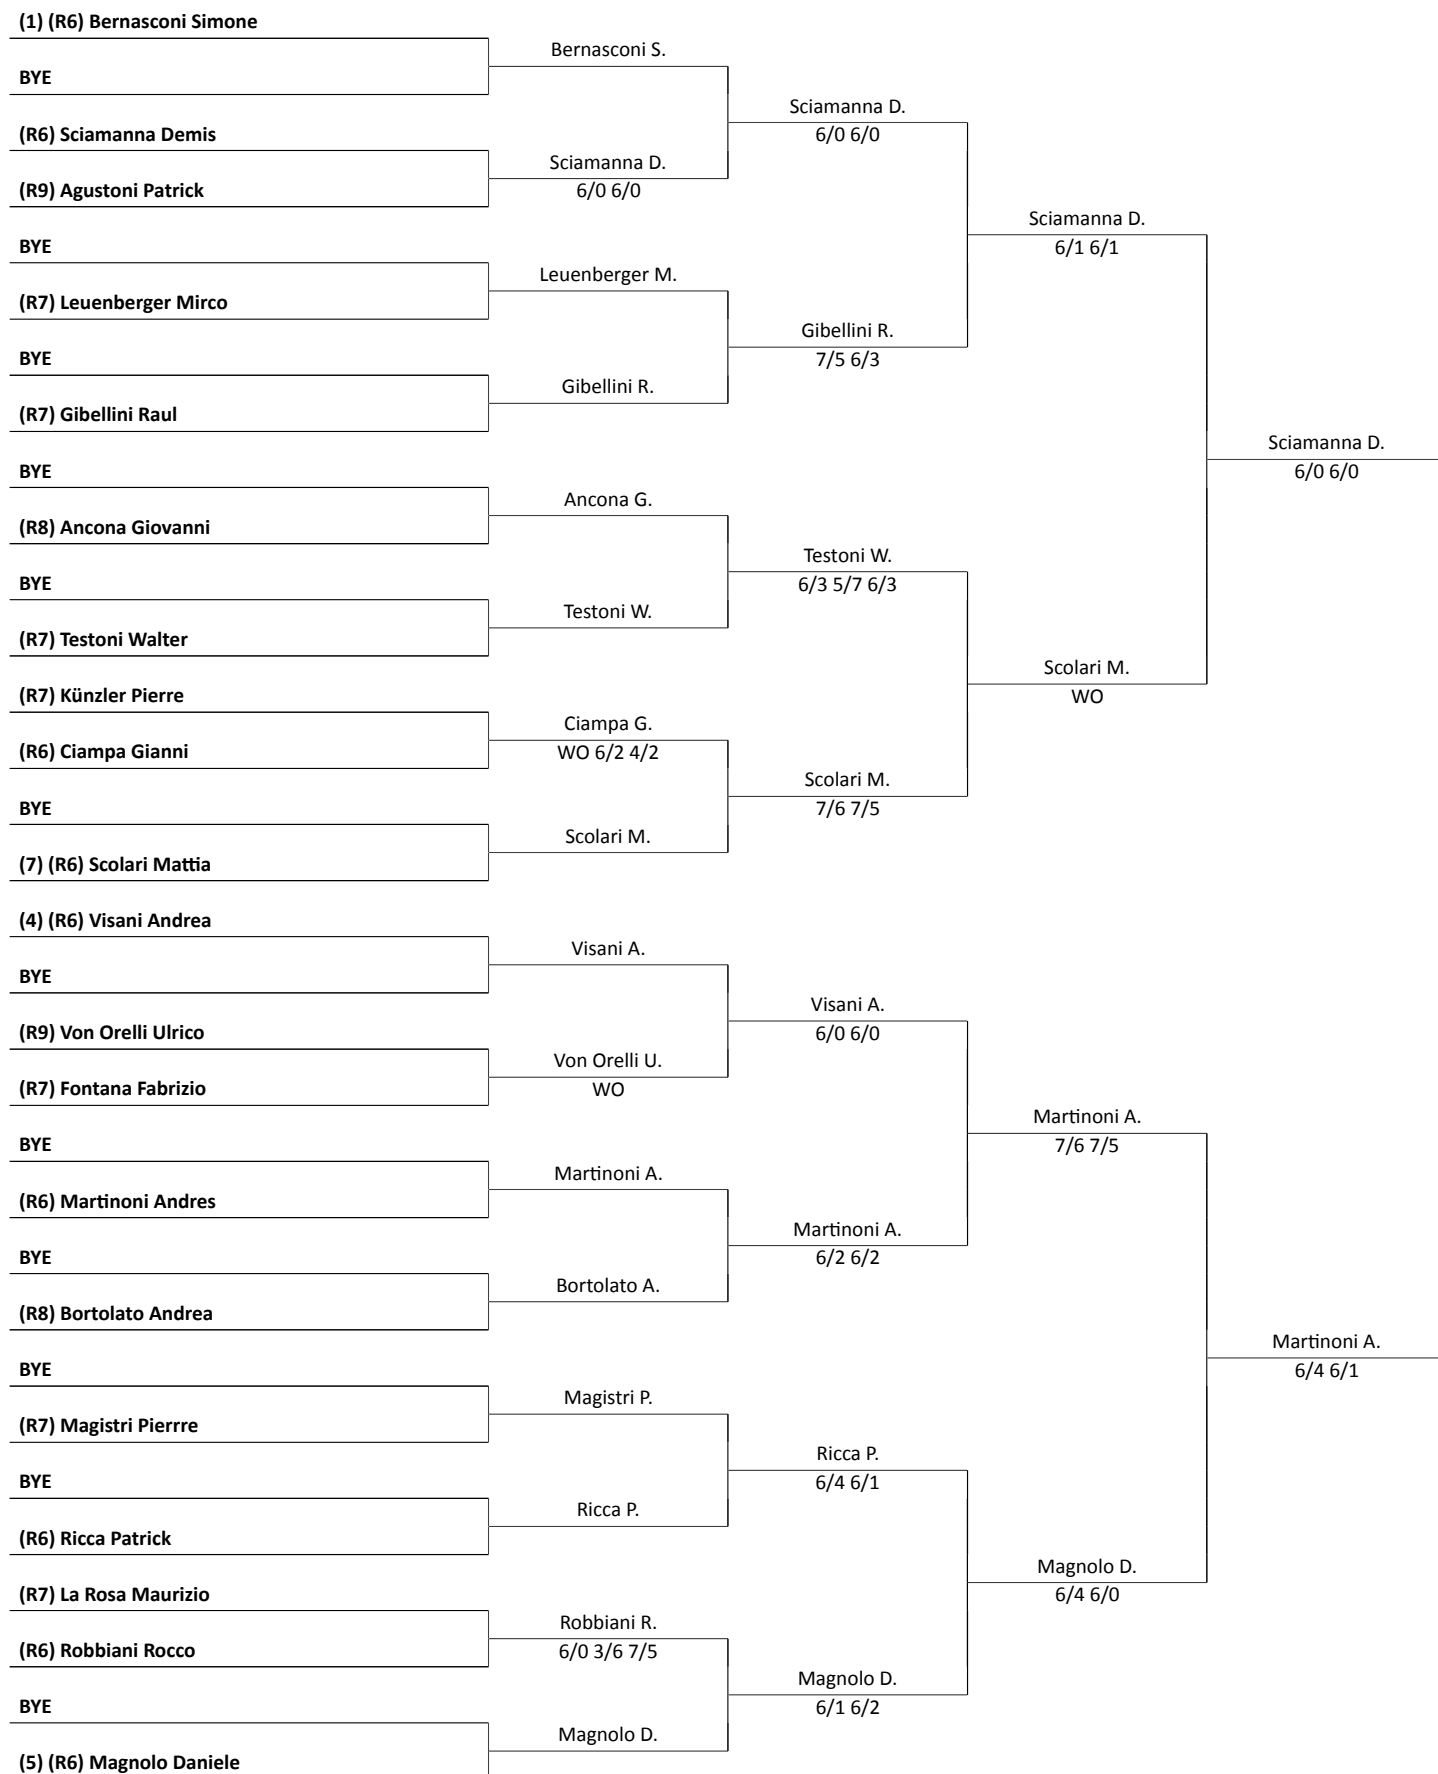 (1) (R6) Bernasconi Simone
Bernasconi S.
BYE
Sciamanna D.
6/0 6/0
(R6) Sciamanna Demis
Sciamanna D.
6/0 6/0
(R9) Agustoni Patrick
Sciamanna D.
6/1 6/1
BYE
Leuenberger M.
(R7) Leuenberger Mirco
Gibellini R.
7/5 6/3
BYE
Gibellini R.
(R7) Gibellini Raul
Sciamanna D.
6/0 6/0
BYE
Ancona G.
(R8) Ancona Giovanni
Testoni W.
6/3 5/7 6/3
BYE
Testoni W.
(R7) Testoni Walter
Scolari M.
WO
(R7) Künzler Pierre
Ciampa G.
WO 6/2 4/2
(R6) Ciampa Gianni
Scolari M.
7/6 7/5
BYE
Scolari M.
(7) (R6) Scolari Mattia
(4) (R6) Visani Andrea
Visani A.
BYE
Visani A.
6/0 6/0
(R9) Von Orelli Ulrico
Von Orelli U.
WO
(R7) Fontana Fabrizio
Martinoni A.
7/6 7/5
BYE
Martinoni A.
(R6) Martinoni Andres
Martinoni A.
6/2 6/2
BYE
Bortolato A.
(R8) Bortolato Andrea
Martinoni A.
6/4 6/1
BYE
Magistri P.
(R7) Magistri Pierrre
Ricca P.
6/4 6/1
BYE
Ricca P.
(R6) Ricca Patrick
Magnolo D.
6/4 6/0
(R7) La Rosa Maurizio
Robbiani R.
6/0 3/6 7/5
(R6) Robbiani Rocco
Magnolo D.
6/1 6/2
BYE
Magnolo D.
(5) (R6) Magnolo Daniele